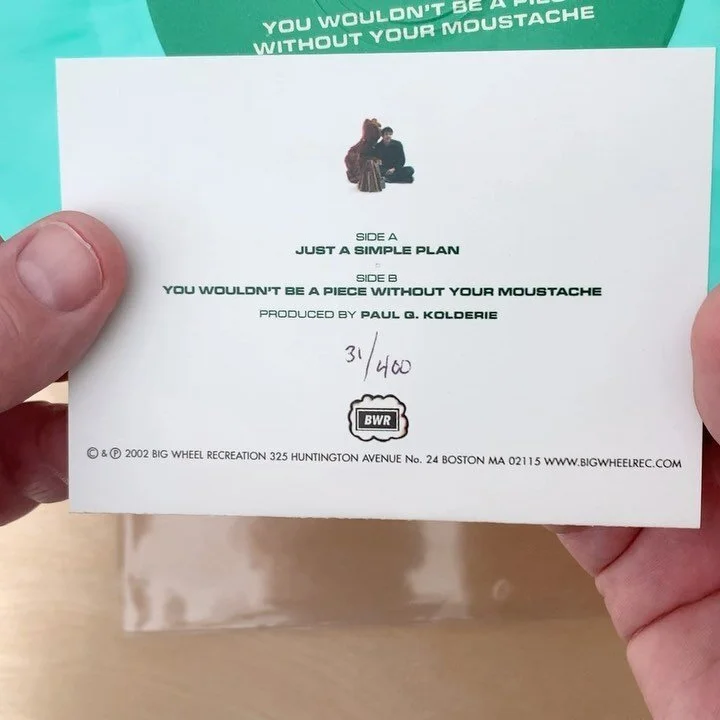 YOU WOULDN'T BE A PIEC
WITHOUT YOUR MOUSTACHE
SIDE A
JUST A SIMPLE PLAN
SIDE B
YOU WOULDN'T BE A PIECE WITHOUT YOUR MOUSTACHE
PRODUCED BY PAUL Q. KOLDERIE
31/400
BWR
© & ℗ 2002 BIG WHEEL RECREATION 325 HUNTINGTON AVENUE No. 24 BOSTON MA 02115 WWW.BIGWHEELREC.COM